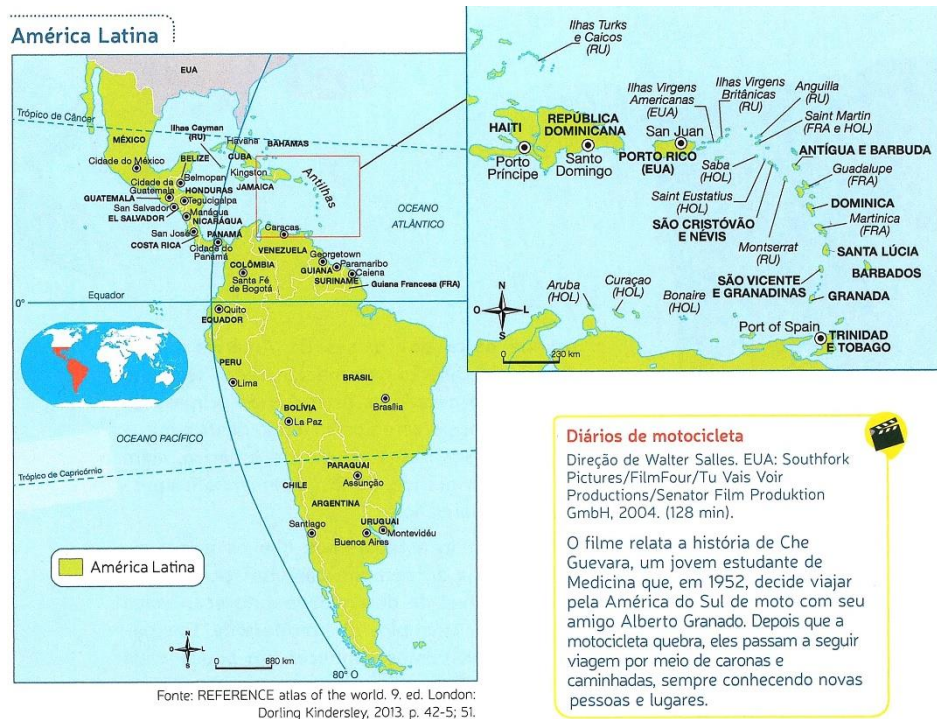 América Latina
EUA
Trópico de Câncer
MÉXICO
Ilhas Cayman
(RU)
Havana
BAHAMAS
CUBA
Cidade do México
BELIZE
Belmopan
Kingston
JAMAICA
Antilhas
Cidade da
Guatemala
HONDURAS
GUATEMALA
Tegucigalpa
San Salvador
EL SALVADOR
Manágua
NICARÁGUA
OCEANO
ATLÂNTICO
San José
COSTA RICA
PANAMÁ
Cidade do
Panamá
Caracas
VENEZUELA
Georgetown
Paramaribo
COLÔMBIA
GUIANA
Caiena
Santa Fé
de Bogotá
SURINAME
Guiana Francesa (FRA)
0°
Equador
Quito
EQUADOR
PERU
Lima
BRASIL
BOLÍVIA
Brasília
La Paz
OCEANO PACÍFICO
Trópico de Capricórnio
PARAGUAI
Assunção
CHILE
ARGENTINA
Santiago
URUGUAI
Buenos Aires
Montevidéu
América Latina
N
O
L
S
0
880 km
80° O
Fonte: REFERENCE atlas of the world. 9. ed. London:
Dorling Kindersley, 2013. p. 42-5; 51.
Ilhas Turks
e Caicos
(RU)
Ilhas Virgens
Americanas
(EUA)
Ilhas Virgens
Britânicas
(RU)
Anguilla
(RU)
Saint Martin
(FRA e HOL)
HAITI
REPÚBLICA
DOMINICANA
San Juan
Porto
Príncipe
Santo
Domingo
PORTO RICO
(EUA)
Saba
(HOL)
ANTÍGUA E BARBUDA
Guadalupe
(FRA)
Saint Eustatius
(HOL)
DOMINICA
SÃO CRISTÓVÃO
E NÉVIS
Martinica
(FRA)
Montserrat
(RU)
SANTA LÚCIA
BARBADOS
SÃO VICENTE
E GRANADINAS
GRANADA
Aruba
(HOL)
Curaçao
(HOL)
Bonaire
(HOL)
Port of Spain
TRINIDAD
E TOBAGO
N
O
L
S
0
230 km
Diários de motocicleta
Direção de Walter Salles. EUA: Southfork
Pictures/FilmFour/Tu Vais Voir
Productions/Senator Film Produktion
GmbH, 2004. (128 min).
O filme relata a história de Che
Guevara, um jovem estudante de
Medicina que, em 1952, decide viajar
pela América do Sul de moto com seu
amigo Alberto Granado. Depois que a
motocicleta quebra, eles passam a seguir
viagem por meio de caronas e
caminhadas, sempre conhecendo novas
pessoas e lugares.